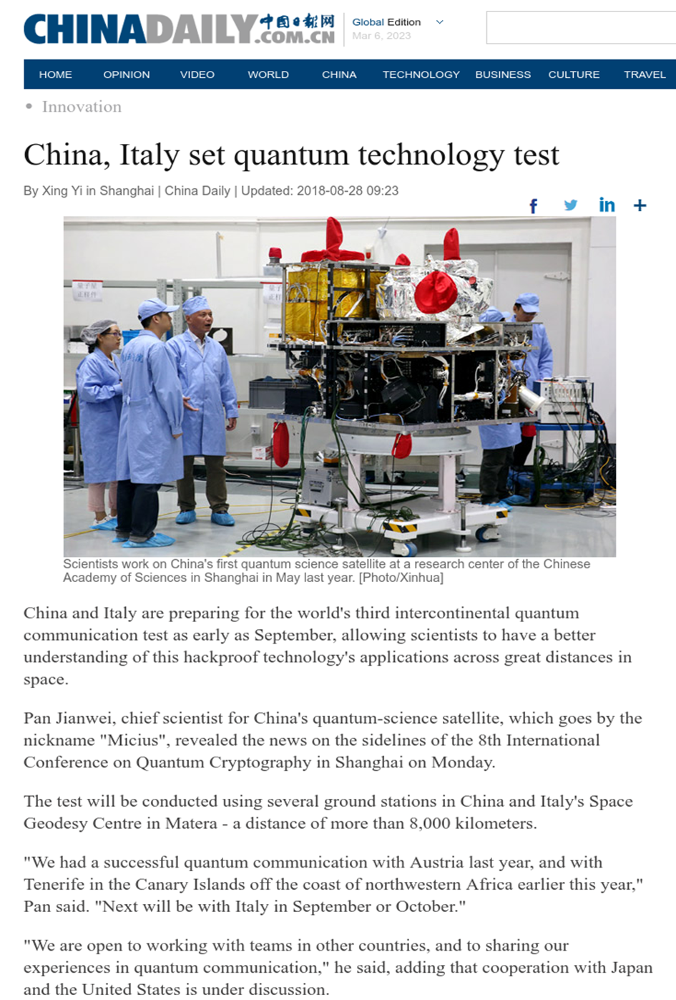 CHINADAILY 中国日报网
.COM.CN
Global Edition
Mar 6, 2023
HOME OPINION VIDEO WORLD CHINA TECHNOLOGY BUSINESS CULTURE TRAVEL
• Innovation
China, Italy set quantum technology test
By Xing Yi in Shanghai | China Daily | Updated: 2018-08-28 09:23
f in +
量子星
正样件
Scientists work on China's first quantum science satellite at a research center of the Chinese
Academy of Sciences in Shanghai in May last year. [Photo/Xinhua]
China and Italy are preparing for the world's third intercontinental quantum
communication test as early as September, allowing scientists to have a better
understanding of this hackproof technology's applications across great distances in
space.
Pan Jianwei, chief scientist for China's quantum-science satellite, which goes by the
nickname "Micius", revealed the news on the sidelines of the 8th International
Conference on Quantum Cryptography in Shanghai on Monday.
The test will be conducted using several ground stations in China and Italy's Space
Geodesy Centre in Matera - a distance of more than 8,000 kilometers.
"We had a successful quantum communication with Austria last year, and with
Tenerife in the Canary Islands off the coast of northwestern Africa earlier this year,"
Pan said. "Next will be with Italy in September or October."
"We are open to working with teams in other countries, and to sharing our
experiences in quantum communication," he said, adding that cooperation with Japan
and the United States is under discussion.